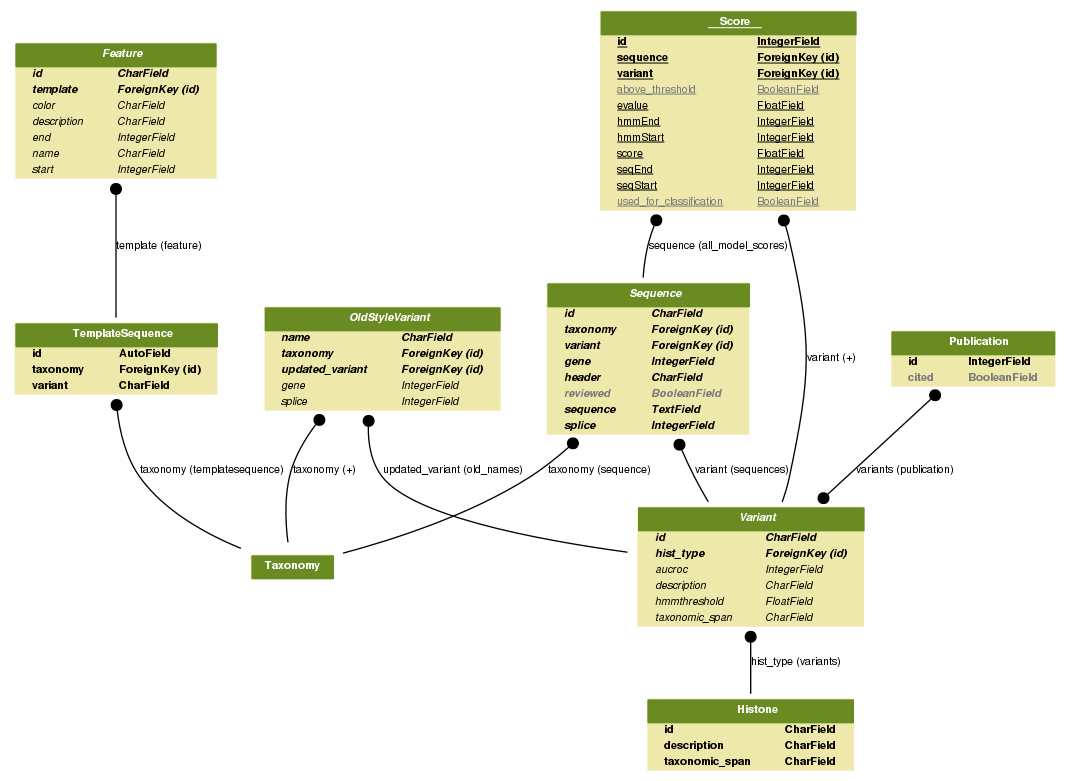 Score
id IntegerField
sequence ForeignKey (id)
variant ForeignKey (id)
above_threshold BooleanField
evalue FloatField
hmmEnd IntegerField
hmmStart IntegerField
score FloatField
seqEnd IntegerField
seqStart IntegerField
used_for_classification BooleanField
Feature
id CharField
template ForeignKey (id)
color CharField
description CharField
end IntegerField
name CharField
start IntegerField
template (feature)
sequence (all_model_scores)
variant (+)
TemplateSequence
id AutoField
taxonomy ForeignKey (id)
variant CharField
OldStyleVariant
name CharField
taxonomy ForeignKey (id)
updated_variant ForeignKey (id)
gene IntegerField
splice IntegerField
Sequence
id CharField
taxonomy ForeignKey (id)
variant ForeignKey (id)
gene IntegerField
header CharField
reviewed BooleanField
sequence TextField
splice IntegerField
Publication
id IntegerField
cited BooleanField
taxonomy (templatesequence)
taxonomy (+)
updated_variant (old_names)
taxonomy (sequence)
variant (sequences)
variants (publication)
Taxonomy
Variant
id CharField
hist_type ForeignKey (id)
aucroc IntegerField
description CharField
hmmthreshold FloatField
taxonomic_span CharField
hist_type (variants)
Histone
id CharField
description CharField
taxonomic_span CharField